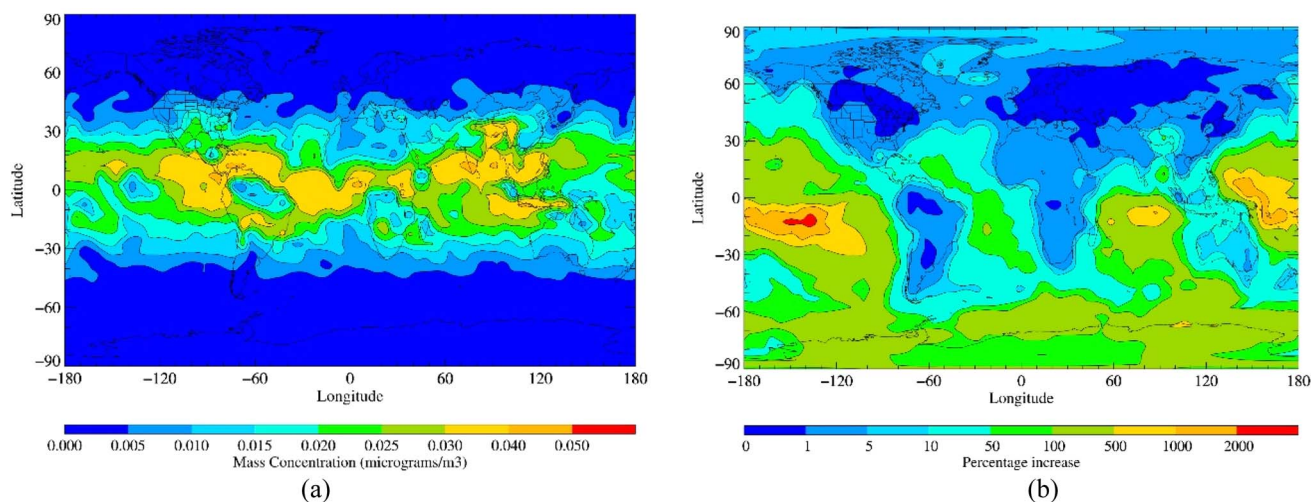 90
60
30
0
−30
−60
−90
Latitude
-180 -120 -60 0 60 120 180
Longitude
0.000 0.005 0.010 0.015 0.020 0.025 0.030 0.040 0.050
Mass Concentration (micrograms/m3)
(a)
90
60
30
0
-30
-60
-90
Latitude
-180 -120 -60 0 60 120 180
Longitude
0 1 5 10 50 100 500 1000 2000
Percentage increase
(b)